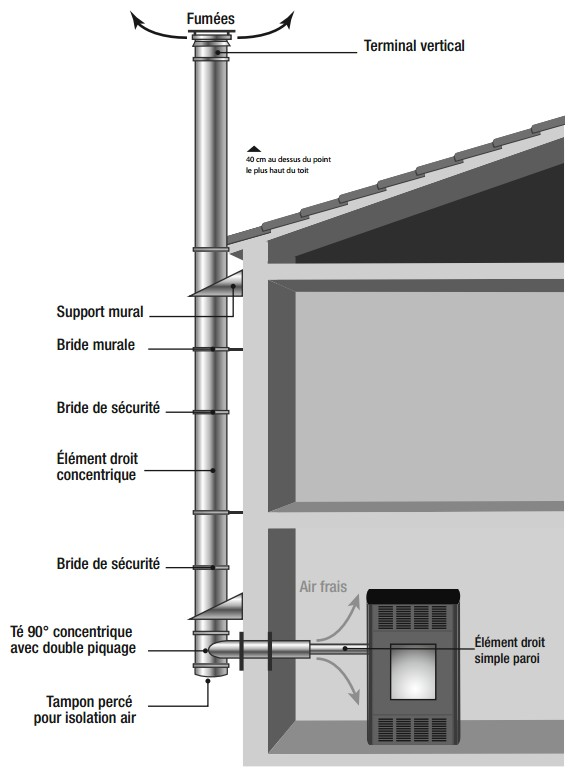 Fumées
Terminal vertical
40 cm au dessus du point
le plus haut du toit
Support mural
Bride murale
Bride de sécurité
Élément droit
concentrique
Bride de sécurité
Air frais
Té 90° concentrique
avec double piquage
Élément droit
simple paroi
Tampon percé
pour isolation air